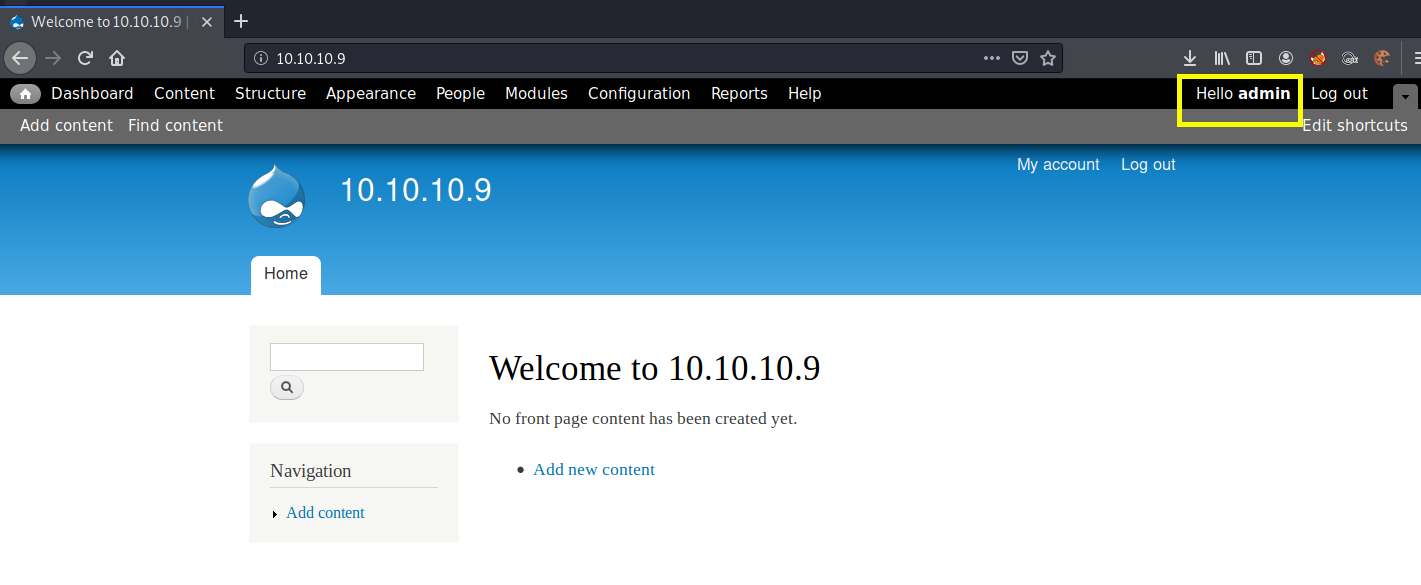 Welcome to 10.10.10.9 |
10.10.10.9
Dashboard Content Structure Appearance People Modules Configuration Reports Help Hello admin Log out
Add content Find content Edit shortcuts
My account Log out
10.10.10.9
Home
Welcome to 10.10.10.9
No front page content has been created yet.
Add new content
Navigation
Add content